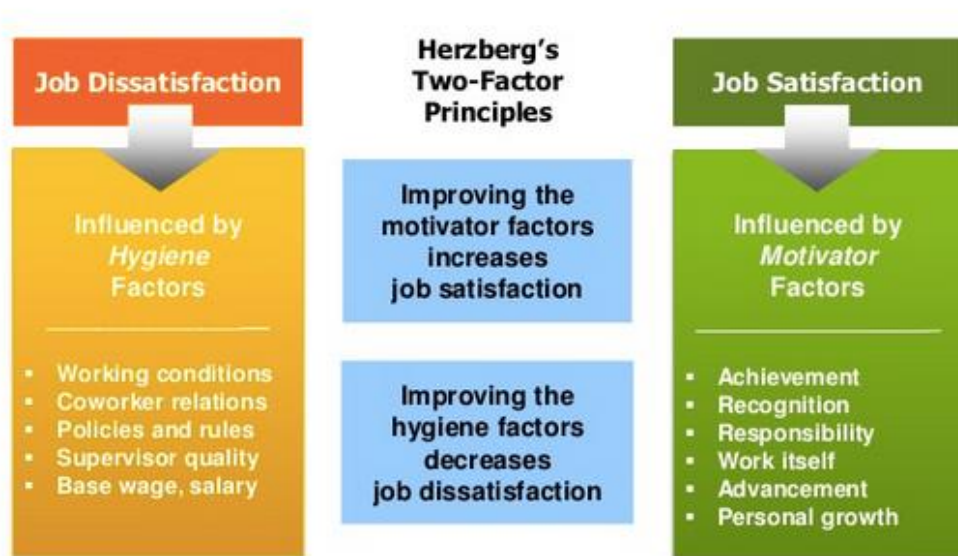 Job Dissatisfaction
Influenced by
Hygiene
Factors
Working conditions
Coworker relations
Policies and rules
Supervisor quality
Base wage, salary
Herzberg's
Two-Factor
Principles
Improving the
motivator factors
increases
job satisfaction
Improving the
hygiene factors
decreases
job dissatisfaction
Job Satisfaction
Influenced by
Motivator
Factors
Achievement
Recognition
Responsibility
Work itself
Advancement
Personal growth